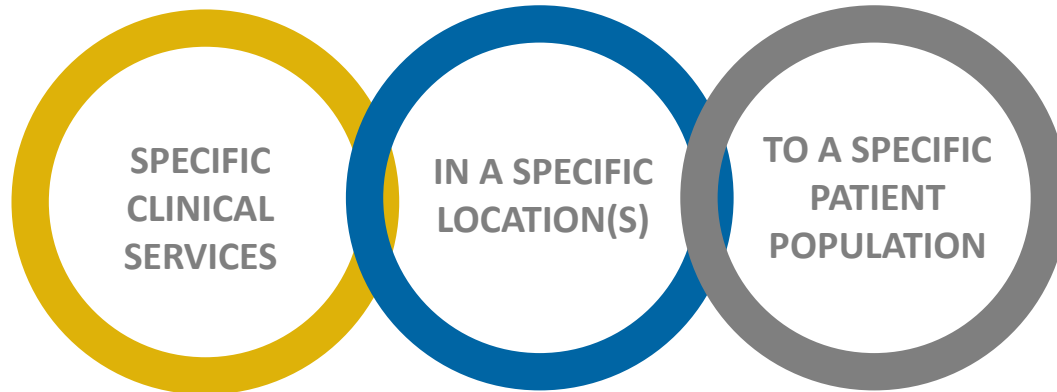 SPECIFIC
CLINICAL
SERVICES
IN A SPECIFIC
LOCATION(S)
TO A SPECIFIC
PATIENT
POPULATION